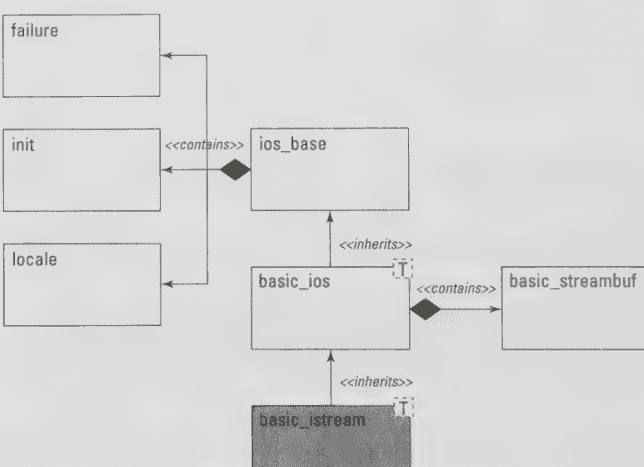 failure
init
<<contains>>
ios_base
<<inherits>>
locale
T
basic_ios
<<contains>>
basic_streambuf
<<inherits>>
T
basic_istream